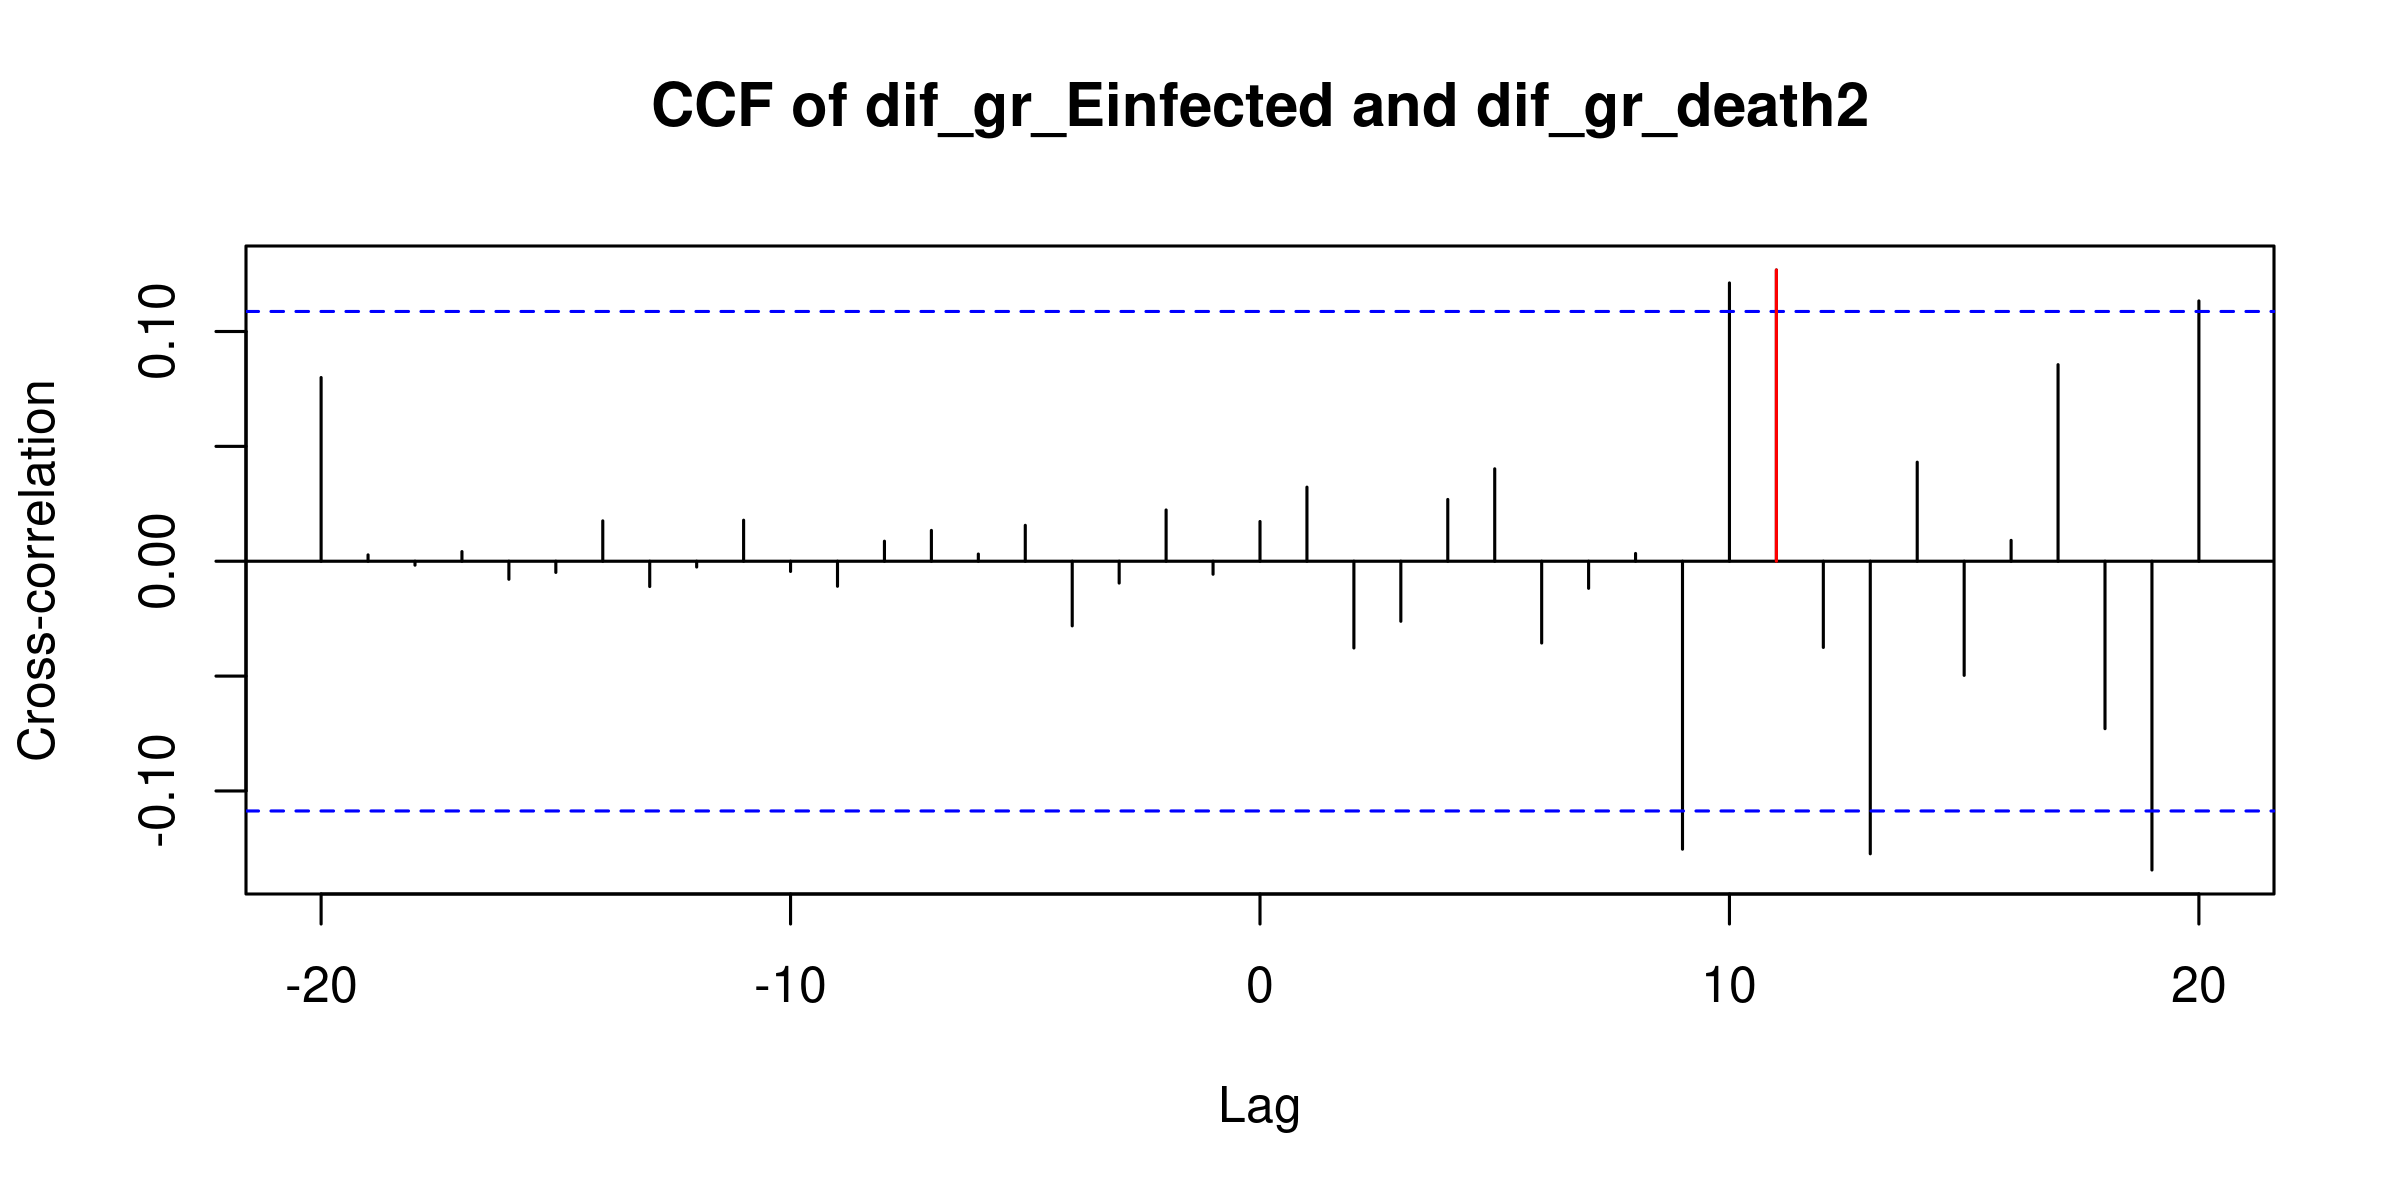 CCF of dif_gr_Einfected and dif_gr_death2
Cross-correlation
0.10
0.00
-0.10
-20 -10 0 10 20
Lag